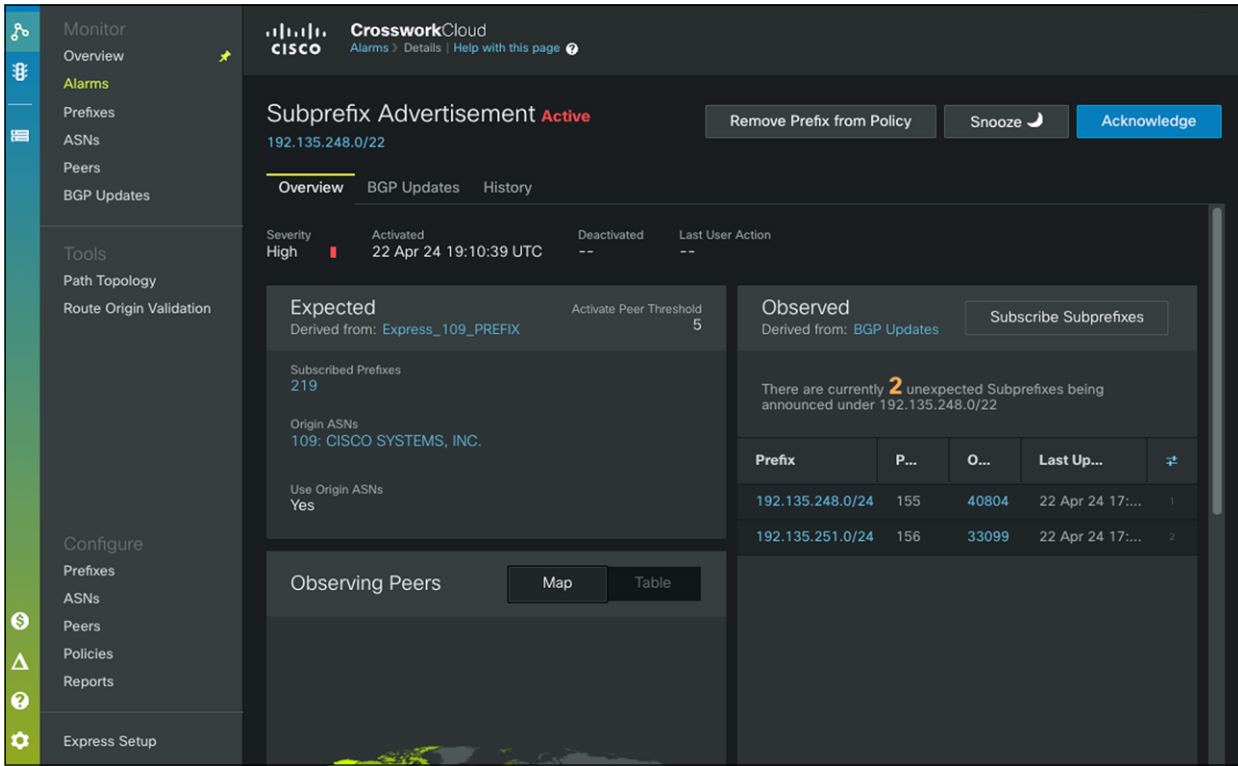 Monitor
Overview
Alarms
Prefixes
ASNs
Peers
BGP Updates
Tools
Path Topology
Route Origin Validation
Configure
Prefixes
ASNs
Peers
Policies
Reports
Express Setup
CISCO
CrossworkCloud
Alarms > Details | Help with this page ?
Subprefix Advertisement Active
192.135.248.0/22
Remove Prefix from Policy Snooze Acknowledge
Overview BGP Updates History
Severity Activated Deactivated Last User Action
High 22 Apr 24 19:10:39 UTC -- --
Expected
Derived from: Express_109_PREFIX
Activate Peer Threshold
5
Subscribed Prefixes
219
Origin ASNs
109: CISCO SYSTEMS, INC.
Use Origin ASNs
Yes
Observing Peers Map Table
Observed
Derived from: BGP Updates
Subscribe Subprefixes
There are currently 2 unexpected Subprefixes being
announced under 192.135.248.0/22
Prefix P... O... Last Up...
192.135.248.0/24 155 40804 22 Apr 24 17:... 1
192.135.251.0/24 156 33099 22 Apr 24 17:... 2